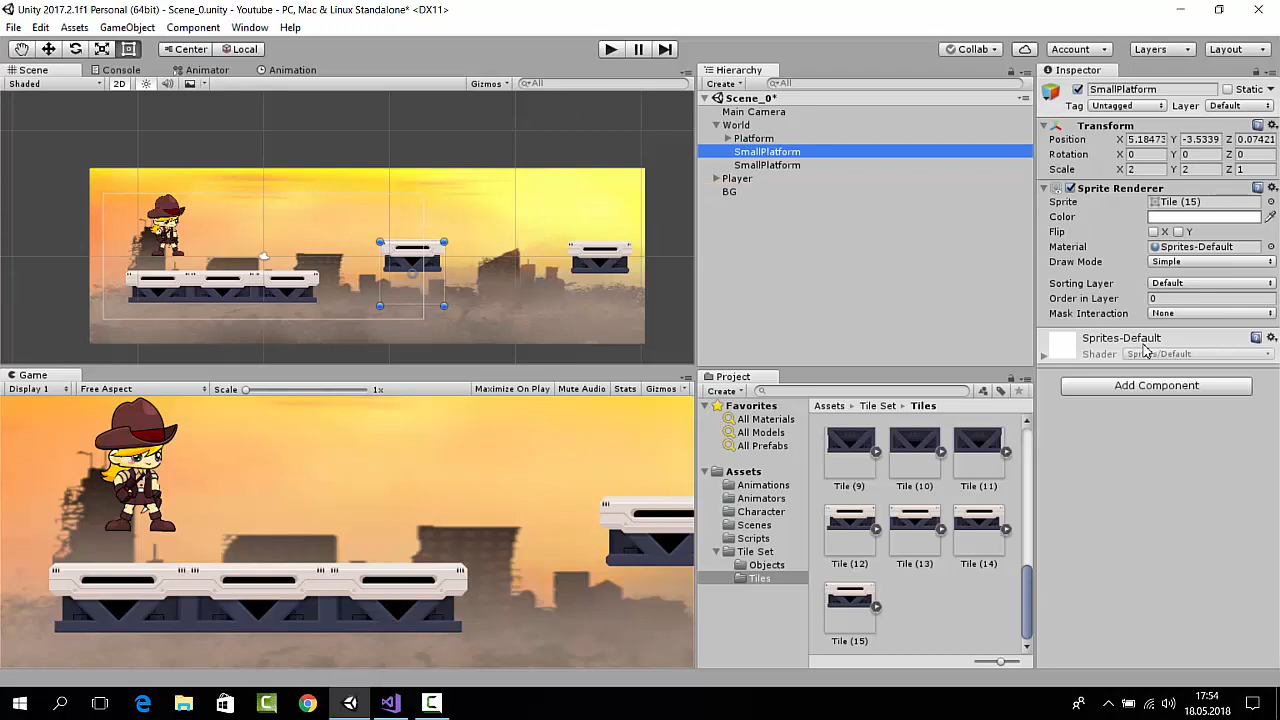 Unity 2017.2.1f1 Personal (64bit) - Scene_0.unity - Youtube - PC, Mac & Linux Standalone* <DX11>
File Edit Assets GameObject Component Window Help
Center Local Collab Account Layers Layout
Scene Console Animator Animation
Shaded 2D Gizmos All
Hierarchy
Create All
Scene_0*
Main Camera
World
Platform
SmallPlatform
SmallPlatform
Player
BG
Inspector
SmallPlatform Static
Tag Untagged Layer Default
Transform
Position X 5.18473 Y -3.5339 Z 0.07421
Rotation X 0 Y 0 Z 0
Scale X 2 Y 2 Z 1
Sprite Renderer
Sprite Tile (15)
Color
Flip X Y
Material Sprites-Default
Draw Mode Simple
Sorting Layer Default
Order in Layer 0
Mask Interaction None
Sprites-Default
Shader Sprites/Default
Add Component
Game
Display 1 Free Aspect Scale 1x Maximize On Play Mute Audio Stats Gizmos
Project
Create
Favorites
All Materials
All Models
All Prefabs
Assets
Animations
Animators
Character
Scenes
Scripts
Tile Set
Objects
Tiles
Assets Tile Set Tiles
Tile (9) Tile (10) Tile (11)
Tile (12) Tile (13) Tile (14)
Tile (15)
17:54
18.05.2018